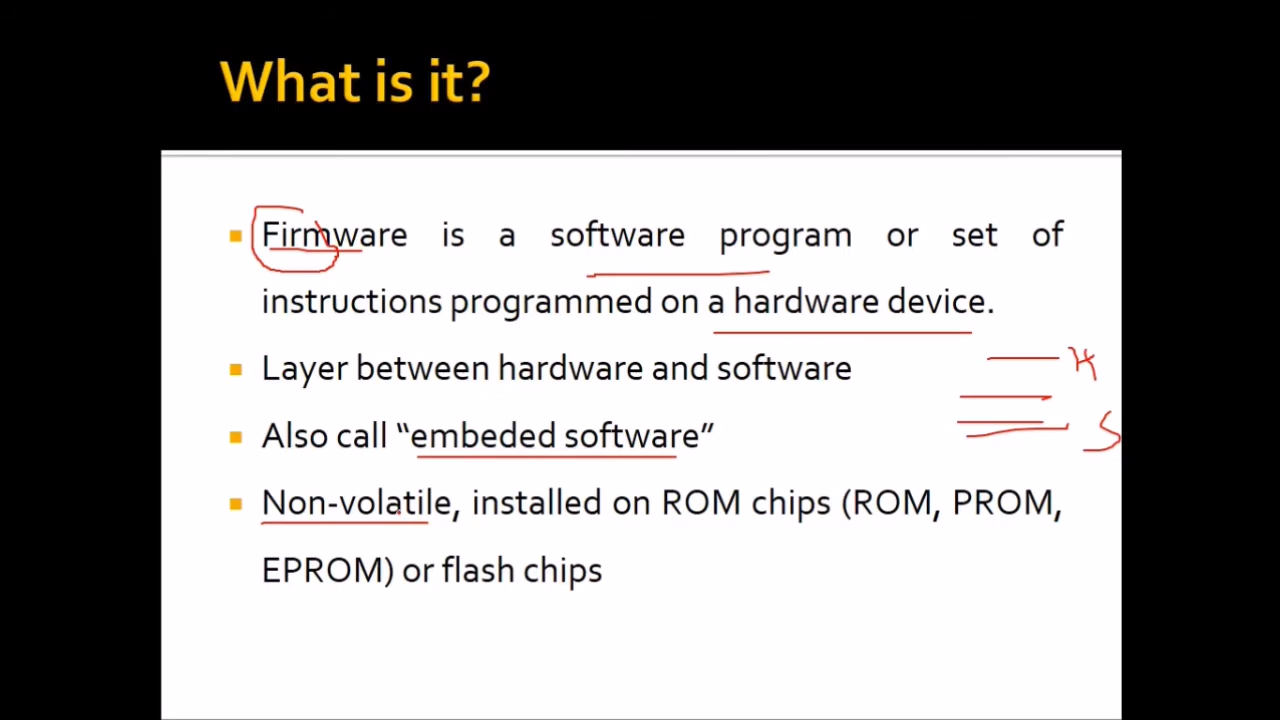 What is it?
Firmware is a software program or set of
instructions programmed on a hardware device.
H
Layer between hardware and software
Also call “embeded software”
S
Non-volatile, installed on ROM chips (ROM, PROM,
EPROM) or flash chips